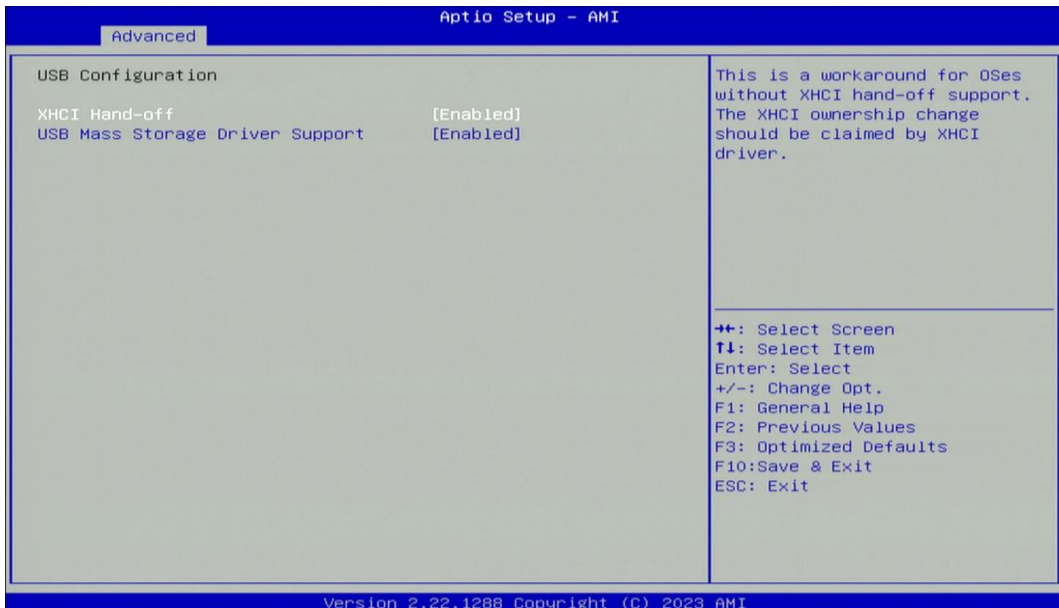 Aptio Setup – AMI
Advanced
USB Configuration
XHCI Hand-off [Enabled]
USB Mass Storage Driver Support [Enabled]
This is a workaround for OSes
without XHCI hand-off support.
The XHCI ownership change
should be claimed by XHCI
driver.
→←: Select Screen
↑↓: Select Item
Enter: Select
+/-: Change Opt.
F1: General Help
F2: Previous Values
F3: Optimized Defaults
F10:Save & Exit
ESC: Exit
Version 2.22.1288 Copyright (C) 2023 AMI